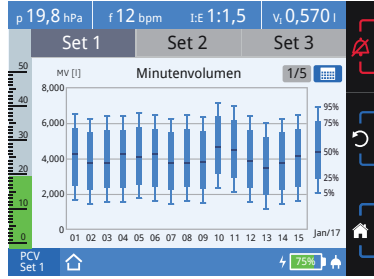 p 19,8 hPa f 12 bpm I:E 1:1,5 VI 0,570 l
Set 1 Set 2 Set 3
MV [l] Minutenvolumen 1/5
50
40
30
20
10
0
8,000
6,000
4,000
2,000
0,0
95%
75%
50%
25%
5%
01 02 03 04 05 06 07 08 09 10 11 12 13 14 15 Jan/17
PCV
Set 1
75%